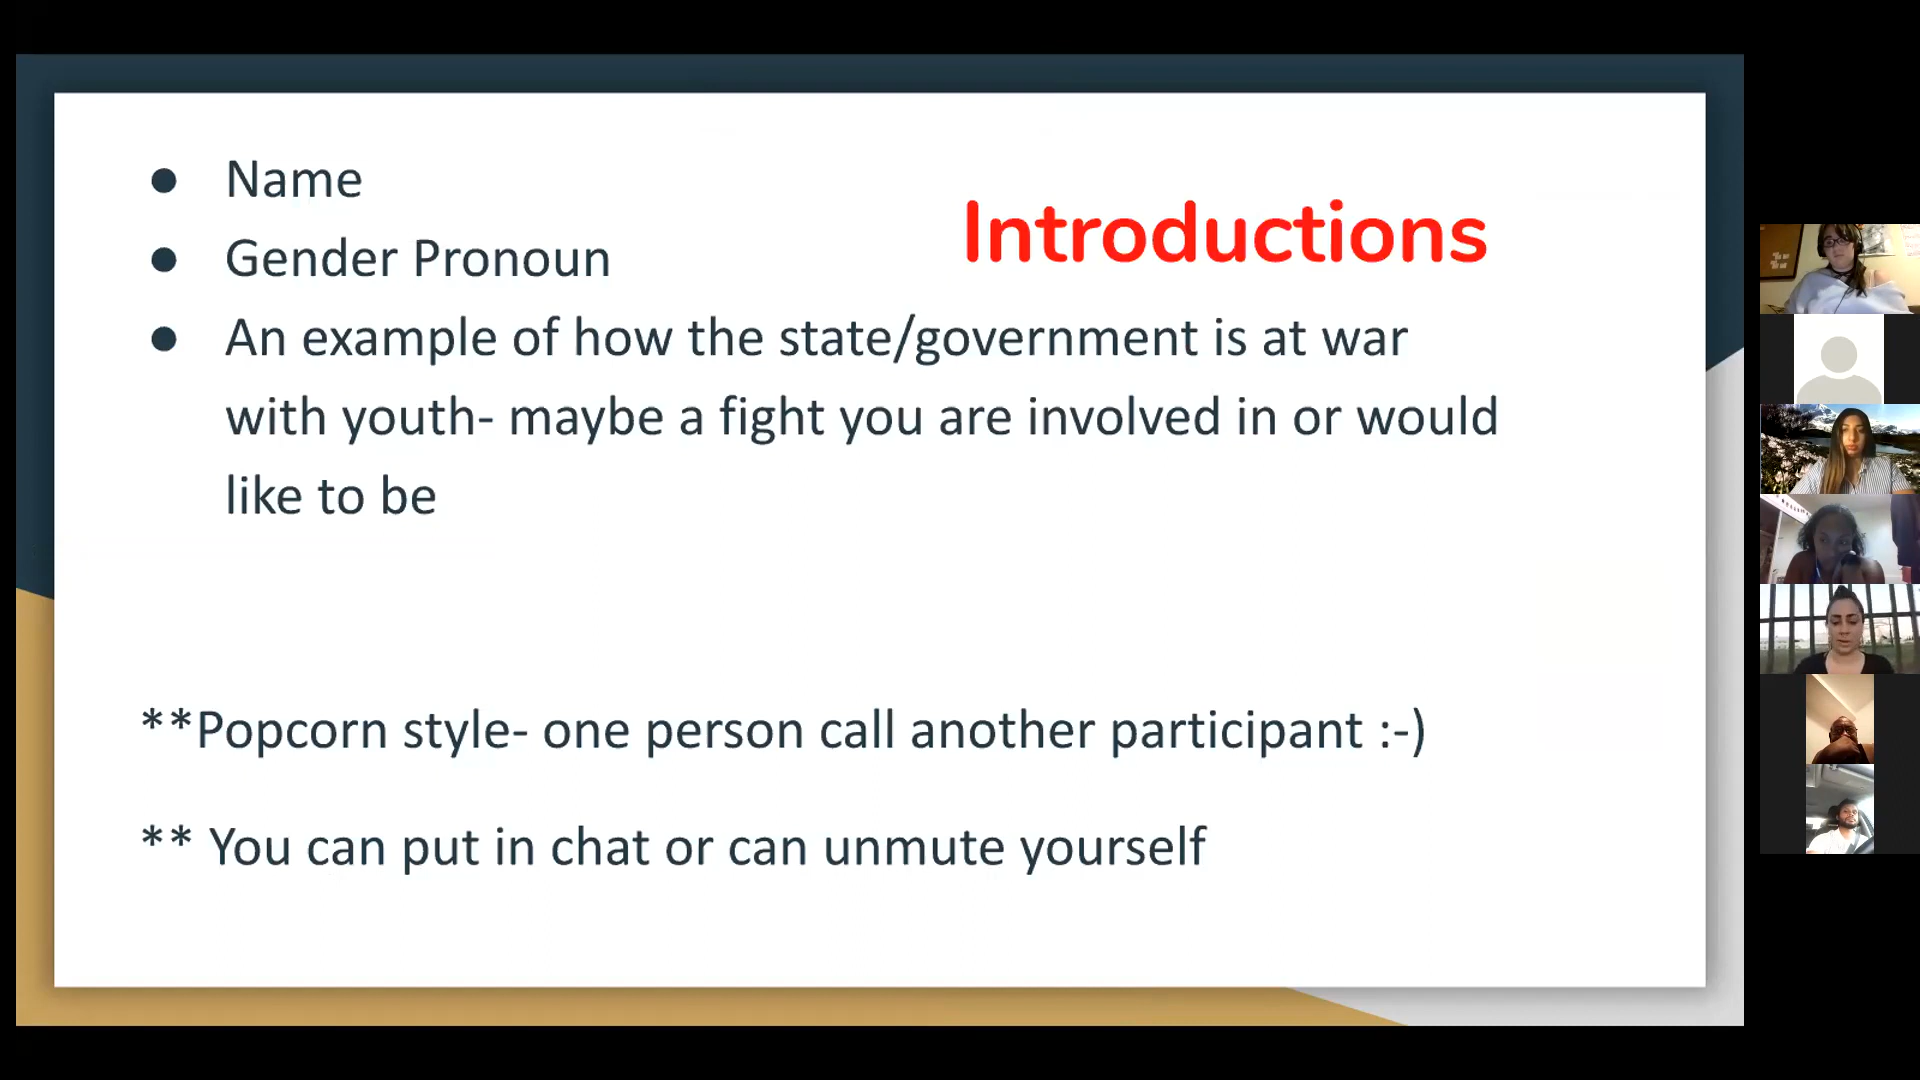 Introductions
● Name
● Gender Pronoun
● An example of how the state/government is at war
with youth- maybe a fight you are involved in or would
like to be
**Popcorn style- one person call another participant :-)
** You can put in chat or can unmute yourself